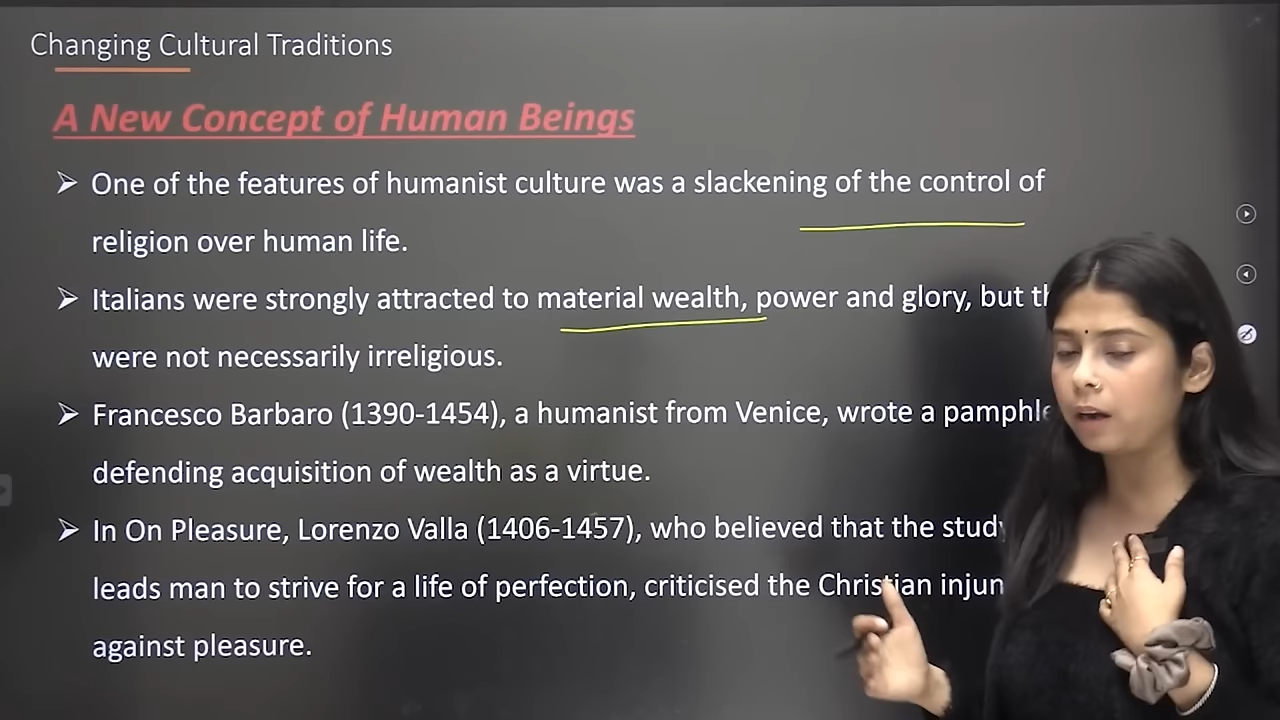 Changing Cultural Traditions
A New Concept of Human Beings
➤ One of the features of humanist culture was a slackening of the control of
religion over human life.
➤ Italians were strongly attracted to material wealth, power and glory, but
were not necessarily irreligious.
➤ Francesco Barbaro (1390-1454), a humanist from Venice, wrote a
defending acquisition of wealth as a virtue.
➤ In On Pleasure, Lorenzo Valla (1406-1457), who believed that the study
leads man to strive for a life of perfection, criticised the Christian
against pleasure.